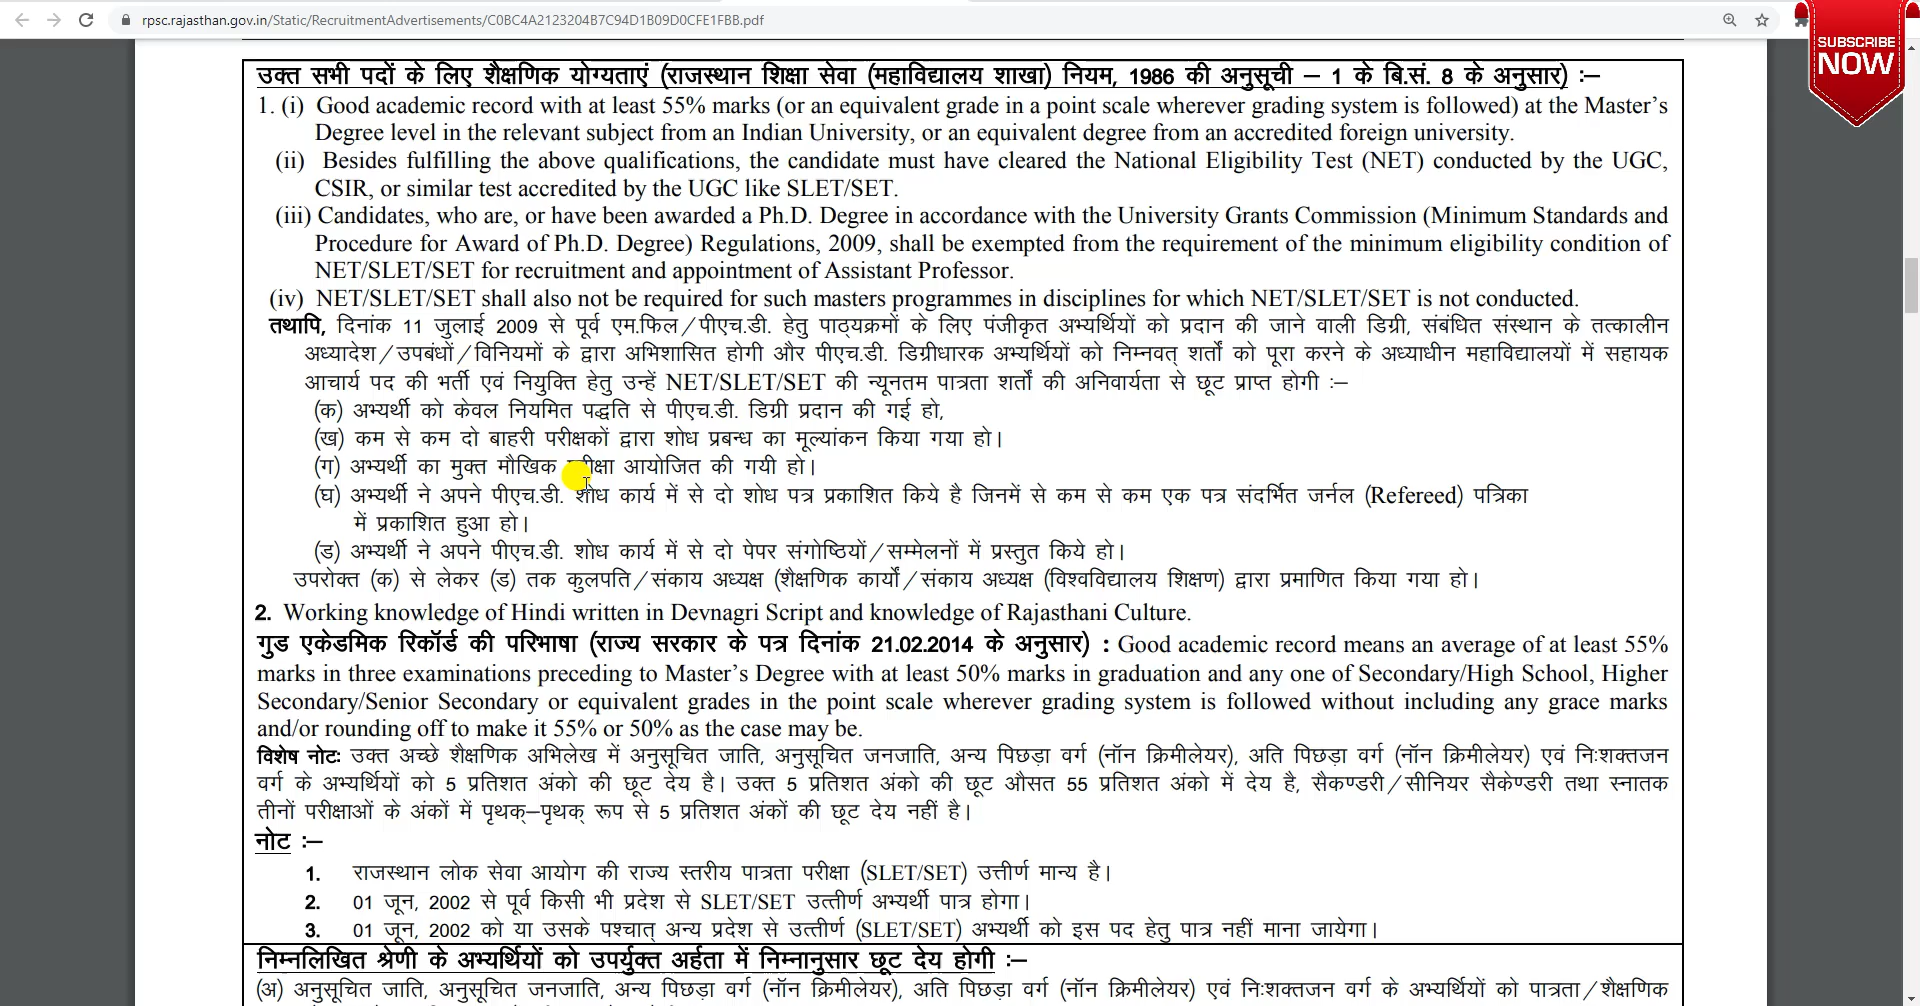 rpsc.rajasthan.gov.in/Static/RecruitmentAdvertisements/C0BC4A2123204B7C94D1B09D0CFE1FBB.pdf
SUBSCRIBE
NOW
उक्त सभी पदों के लिए शैक्षणिक योग्यताएं (राजस्थान शिक्षा सेवा (महाविद्यालय शाखा) नियम, 1986 की अनुसूची – 1 के बि.सं. 8 के अनुसार) :–
1. (i) Good academic record with at least 55% marks (or an equivalent grade in a point scale wherever grading system is followed) at the Master's
Degree level in the relevant subject from an Indian University, or an equivalent degree from an accredited foreign university.
(ii) Besides fulfilling the above qualifications, the candidate must have cleared the National Eligibility Test (NET) conducted by the UGC,
CSIR, or similar test accredited by the UGC like SLET/SET.
(iii) Candidates, who are, or have been awarded a Ph.D. Degree in accordance with the University Grants Commission (Minimum Standards and
Procedure for Award of Ph.D. Degree) Regulations, 2009, shall be exempted from the requirement of the minimum eligibility condition of
NET/SLET/SET for recruitment and appointment of Assistant Professor.
(iv) NET/SLET/SET shall also not be required for such masters programmes in disciplines for which NET/SLET/SET is not conducted.
तथापि, दिनांक 11 जुलाई 2009 से पूर्व एम.फिल/पीएच.डी. हेतु पाठ्यक्रमों के लिए पंजीकृत अभ्यर्थियों को प्रदान की जाने वाली डिग्री, संबंधित संस्थान के तत्कालीन
अध्यादेश/उपबंधों/विनियमों के द्वारा अभिशासित होगी और पीएच.डी. डिग्रीधारक अभ्यर्थियों को निम्नवत् शर्तों को पूरा करने के अध्याधीन महाविद्यालयों में सहायक
आचार्य पद की भर्ती एवं नियुक्ति हेतु उन्हें NET/SLET/SET की न्यूनतम पात्रता शर्तों की अनिवार्यता से छूट प्राप्त होगी :–
(क) अभ्यर्थी को केवल नियमित पद्धति से पीएच.डी. डिग्री प्रदान की गई हो,
(ख) कम से कम दो बाहरी परीक्षकों द्वारा शोध प्रबन्ध का मूल्यांकन किया गया हो।
(ग) अभ्यर्थी का मुक्त मौखिक परीक्षा आयोजित की गयी हो।
(घ) अभ्यर्थी ने अपने पीएच.डी. शोध कार्य में से दो शोध पत्र प्रकाशित किये है जिनमें से कम से कम एक पत्र संदर्भित जर्नल (Refereed) पत्रिका
में प्रकाशित हुआ हो।
(ड) अभ्यर्थी ने अपने पीएच.डी. शोध कार्य में से दो पेपर संगोष्ठियों/सम्मेलनों में प्रस्तुत किये हो।
उपरोक्त (क) से लेकर (ड) तक कुलपति/संकाय अध्यक्ष (शैक्षणिक कार्यों/संकाय अध्यक्ष (विश्वविद्यालय शिक्षण) द्वारा प्रमाणित किया गया हो।
2. Working knowledge of Hindi written in Devnagri Script and knowledge of Rajasthani Culture.
गुड एकेडमिक रिकॉर्ड की परिभाषा (राज्य सरकार के पत्र दिनांक 21.02.2014 के अनुसार) : Good academic record means an average of at least 55%
marks in three examinations preceding to Master's Degree with at least 50% marks in graduation and any one of Secondary/High School, Higher
Secondary/Senior Secondary or equivalent grades in the point scale wherever grading system is followed without including any grace marks
and/or rounding off to make it 55% or 50% as the case may be.
विशेष नोटः उक्त अच्छे शैक्षणिक अभिलेख में अनुसूचित जाति, अनुसूचित जनजाति, अन्य पिछड़ा वर्ग (नॉन क्रिमीलेयर), अति पिछड़ा वर्ग (नॉन क्रिमीलेयर) एवं निःशक्तजन
वर्ग के अभ्यर्थियों को 5 प्रतिशत अंको की छूट देय है। उक्त 5 प्रतिशत अंको की छूट औसत 55 प्रतिशत अंको में देय है, सैकण्डरी/सीनियर सैकेण्डरी तथा स्नातक
तीनों परीक्षाओं के अंकों में पृथक्–पृथक् रूप से 5 प्रतिशत अंकों की छूट देय नहीं है।
नोट :–
1. राजस्थान लोक सेवा आयोग की राज्य स्तरीय पात्रता परीक्षा (SLET/SET) उत्तीर्ण मान्य है।
2. 01 जून, 2002 से पूर्व किसी भी प्रदेश से SLET/SET उत्तीर्ण अभ्यर्थी पात्र होगा।
3. 01 जून, 2002 को या उसके पश्चात् अन्य प्रदेश से उत्तीर्ण (SLET/SET) अभ्यर्थी को इस पद हेतु पात्र नहीं माना जायेगा।
निम्नलिखित श्रेणी के अभ्यर्थियों को उपर्युक्त अर्हता में निम्नानुसार छूट देय होगी :–
(अ) अनुसूचित जाति, अनुसूचित जनजाति, अन्य पिछड़ा वर्ग (नॉन क्रिमीलेयर), अति पिछड़ा वर्ग (नॉन क्रिमीलेयर) एवं निःशक्तजन वर्ग के अभ्यर्थियों को पात्रता/शैक्षणिक